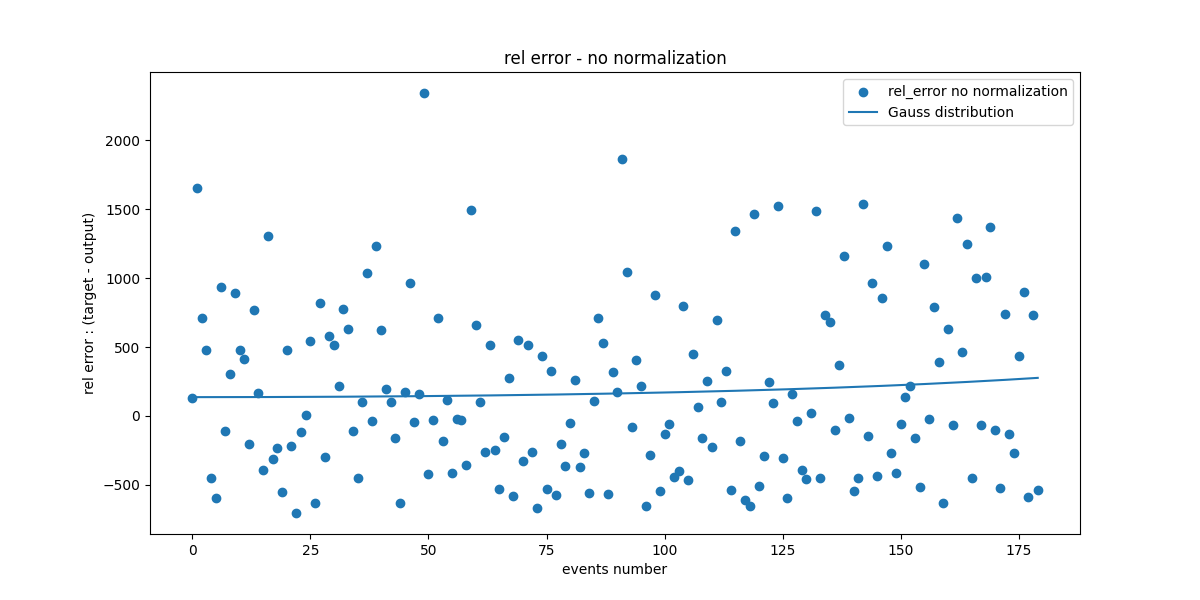 rel error - no normalization
rel_error no normalization
Gauss distribution
rel error : (target - output)
2000
1500
1000
500
0
−500
0 25 50 75 100 125 150 175
events number